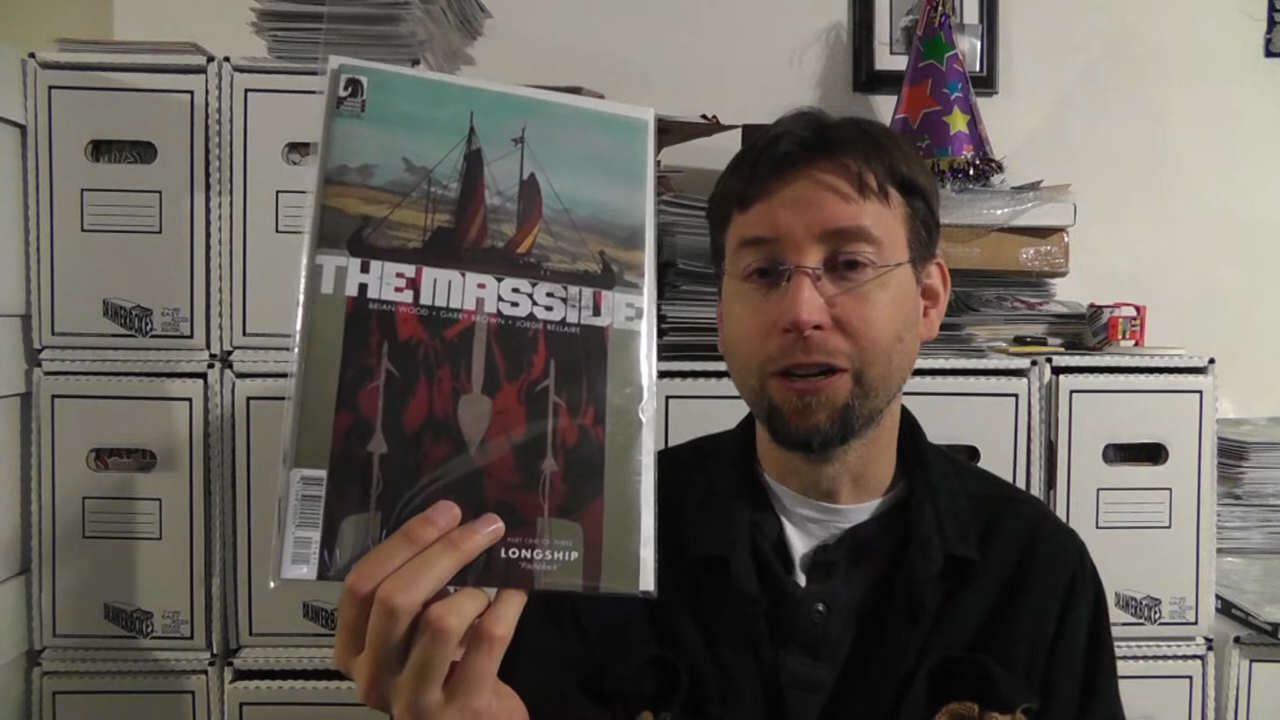 THE MASSIVE
BRIAN WOOD • GARRY BROWN • JORDIE BELLAIRE
PART ONE OF THREE
LONGSHIP
DRAWERBOXES
DRAWERBOXES
DRAWERBOXES
DRAWERBOXES